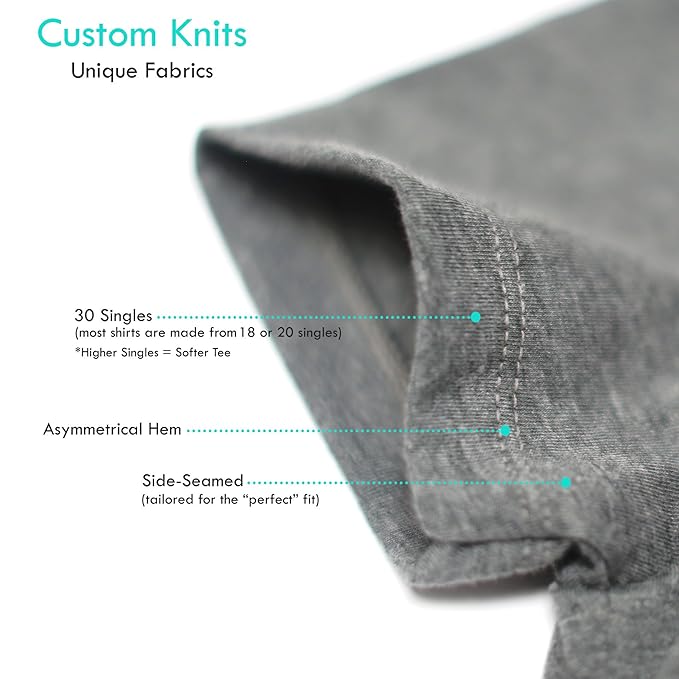 Custom Knits
Unique Fabrics
30 Singles
(most shirts are made from 18 or 20 singles)
*Higher Singles = Softer Tee
Asymmetrical Hem
Side-Seamed
(tailored for the “perfect” fit)